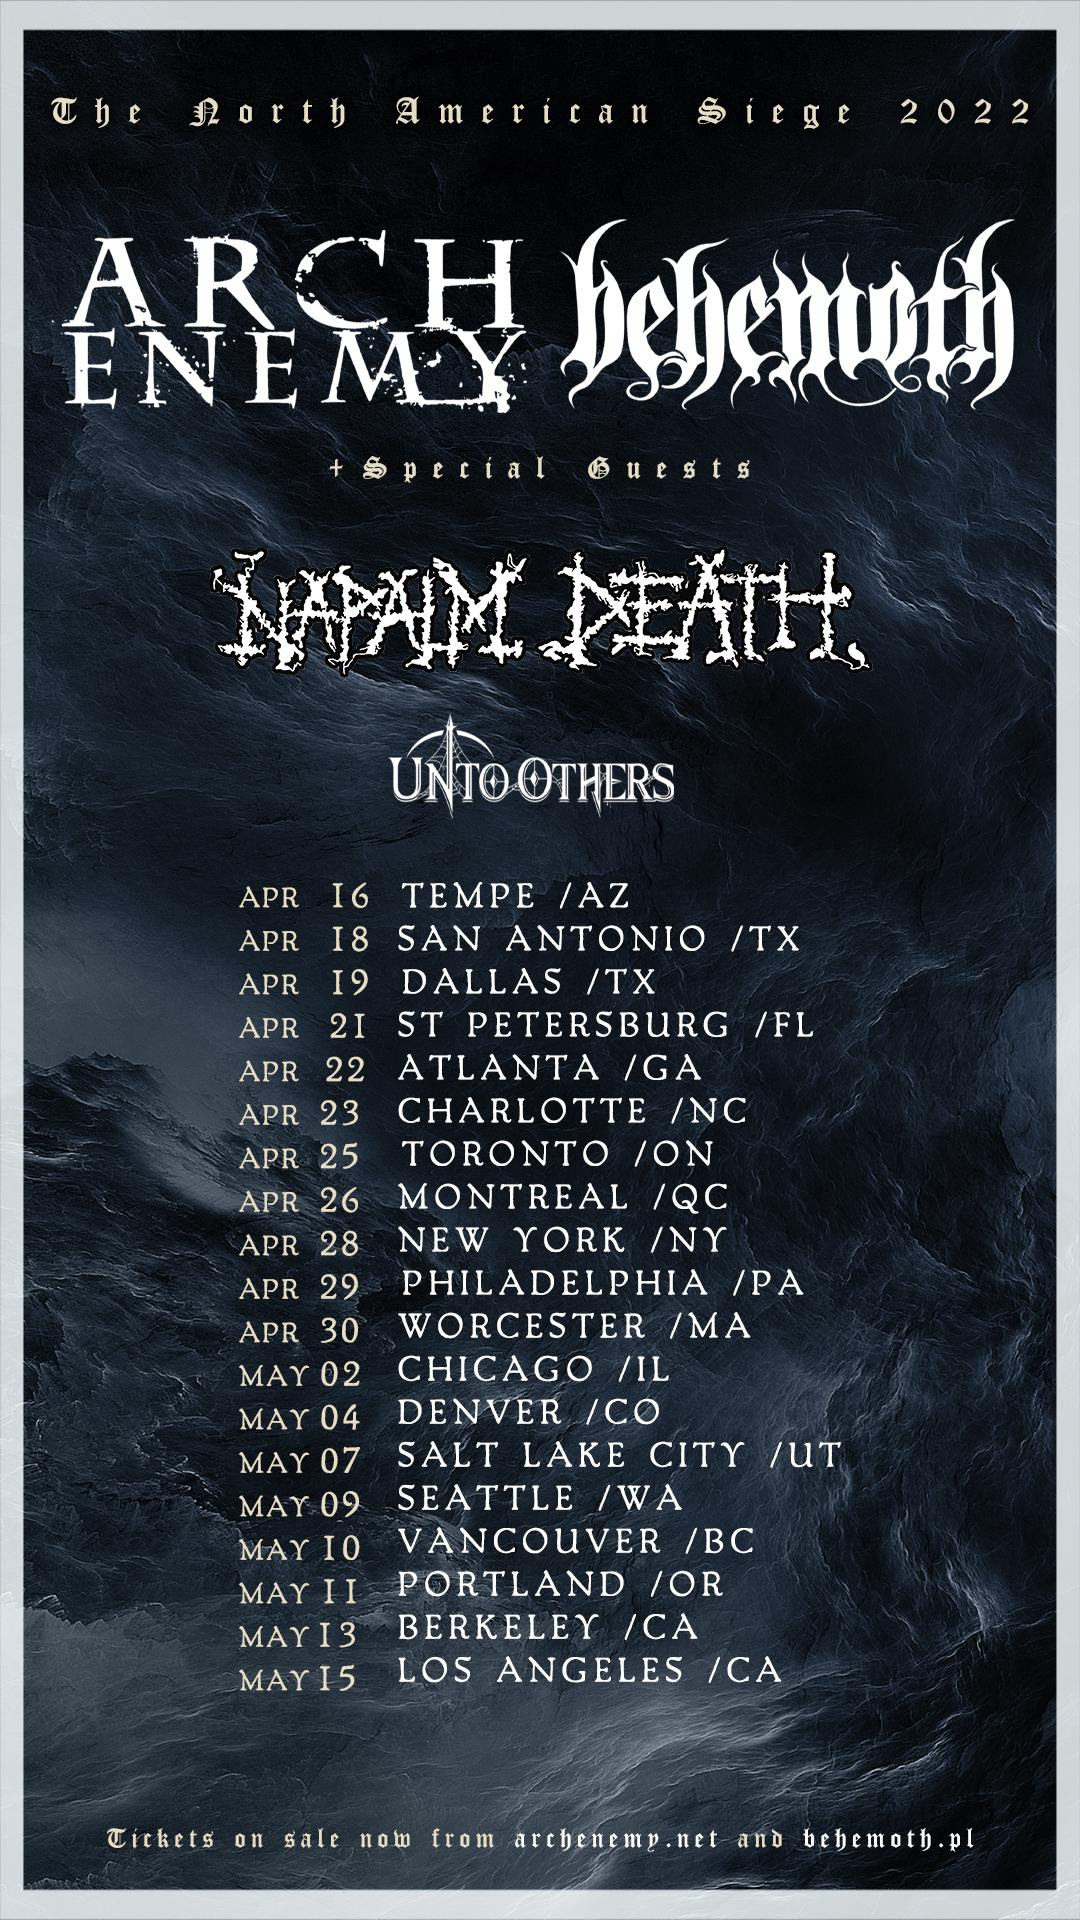 The North American Siege 2022
ARCH ENEMY behemoth
+ Special Guests
NAPALM DEATH
UNTO OTHERS
APR 16 TEMPE /AZ
APR 18 SAN ANTONIO /TX
APR 19 DALLAS /TX
APR 21 ST PETERSBURG /FL
APR 22 ATLANTA /GA
APR 23 CHARLOTTE /NC
APR 25 TORONTO /ON
APR 26 MONTREAL /QC
APR 28 NEW YORK /NY
APR 29 PHILADELPHIA /PA
APR 30 WORCESTER /MA
MAY 02 CHICAGO /IL
MAY 04 DENVER /CO
MAY 07 SALT LAKE CITY /UT
MAY 09 SEATTLE /WA
MAY 10 VANCOUVER /BC
MAY 11 PORTLAND /OR
MAY 13 BERKELEY /CA
MAY 15 LOS ANGELES /CA
Tickets on sale now from archenemy.net and behemoth.pl